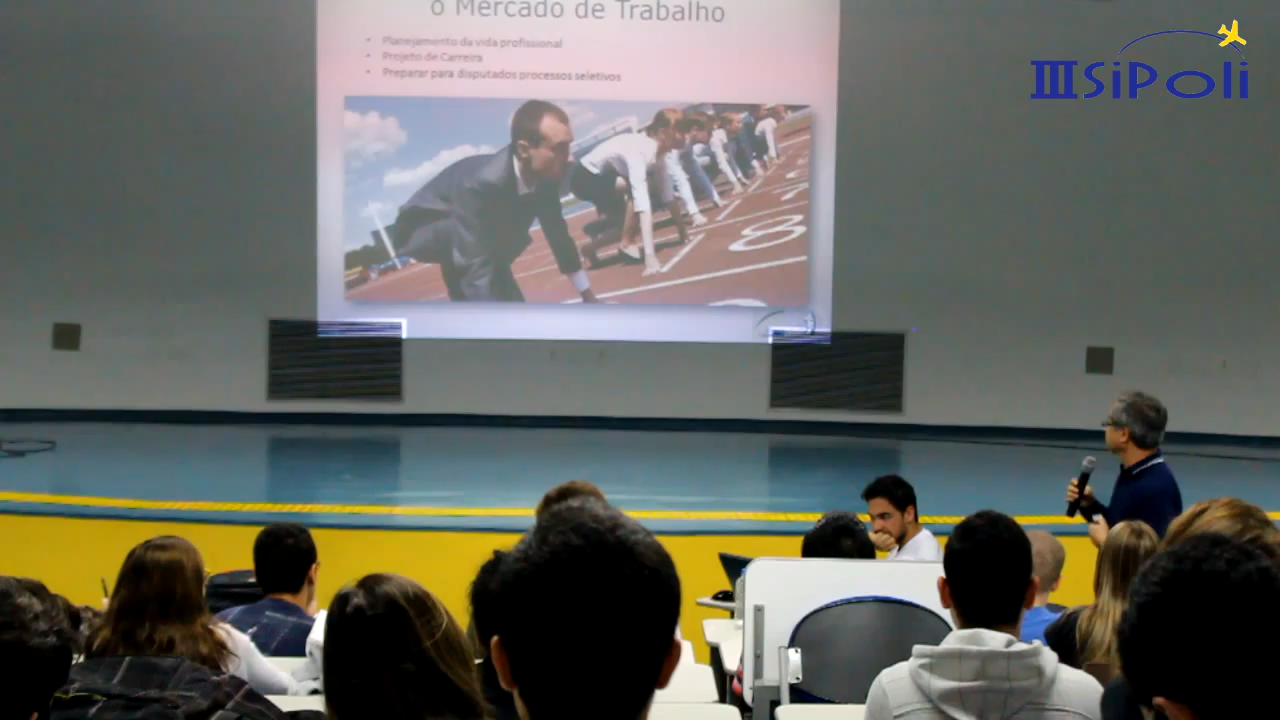 o Mercado de Trabalho
• Planejamento da vida profissional
• Projeto de Carreira
• Preparar para disputados processos seletivos
8
IIISiPoli